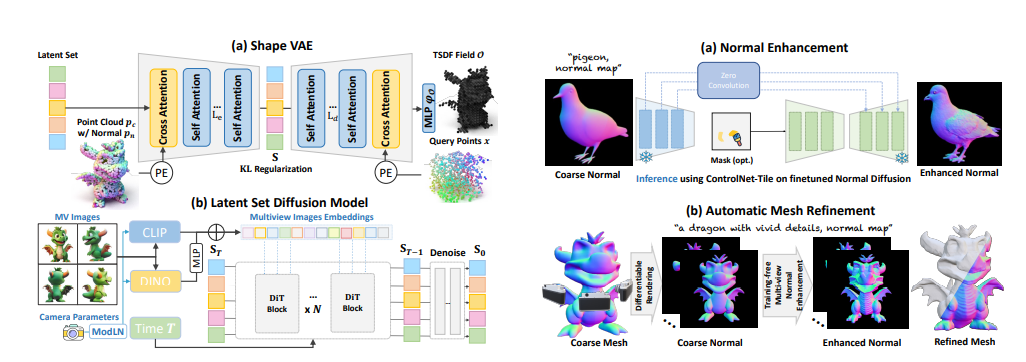 (a) Shape VAE
Latent Set
TSDF Field 𝒪
Cross Attention
Self Attention
...
Lₑ
Self Attention
Self Attention
...
L_d
Self Attention
Cross Attention
MLP φ_𝒪
Point Cloud p_c
w/ Normal p_n
S
KL Regularization
Query Points x
PE
PE
(b) Latent Set Diffusion Model
MV Images
Multiview Images Embeddings
CLIP
DINO
MLP
S_T
S_{T−1}
Denoise
S_0
DiT
Block
...
x N
DiT
Block
Camera Parameters
ModLN
Time T
(a) Normal Enhancement
"pigeon,
normal map"
Zero
Convolution
Mask (opt.)
Coarse Normal
Enhanced Normal
Inference using ControlNet-Tile on finetuned Normal Diffusion
(b) Automatic Mesh Refinement
"a dragon with vivid details, normal map"
Differentiable
Rendering
Training-free
Multi-view
Normal
Enhancement
...
...
Coarse Mesh
Coarse Normal
Enhanced Normal
Refined Mesh